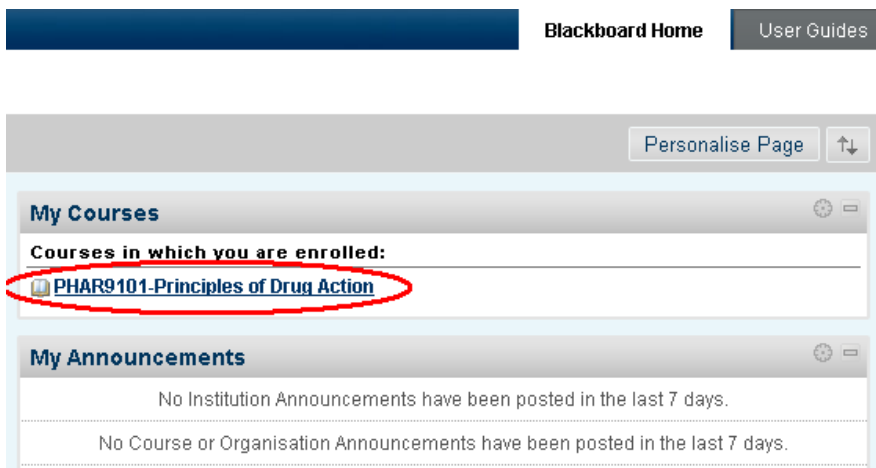 Blackboard Home
User Guides
Personalise Page
My Courses
Courses in which you are enrolled:
PHAR9101-Principles of Drug Action
My Announcements
No Institution Announcements have been posted in the last 7 days.
No Course or Organisation Announcements have been posted in the last 7 days.